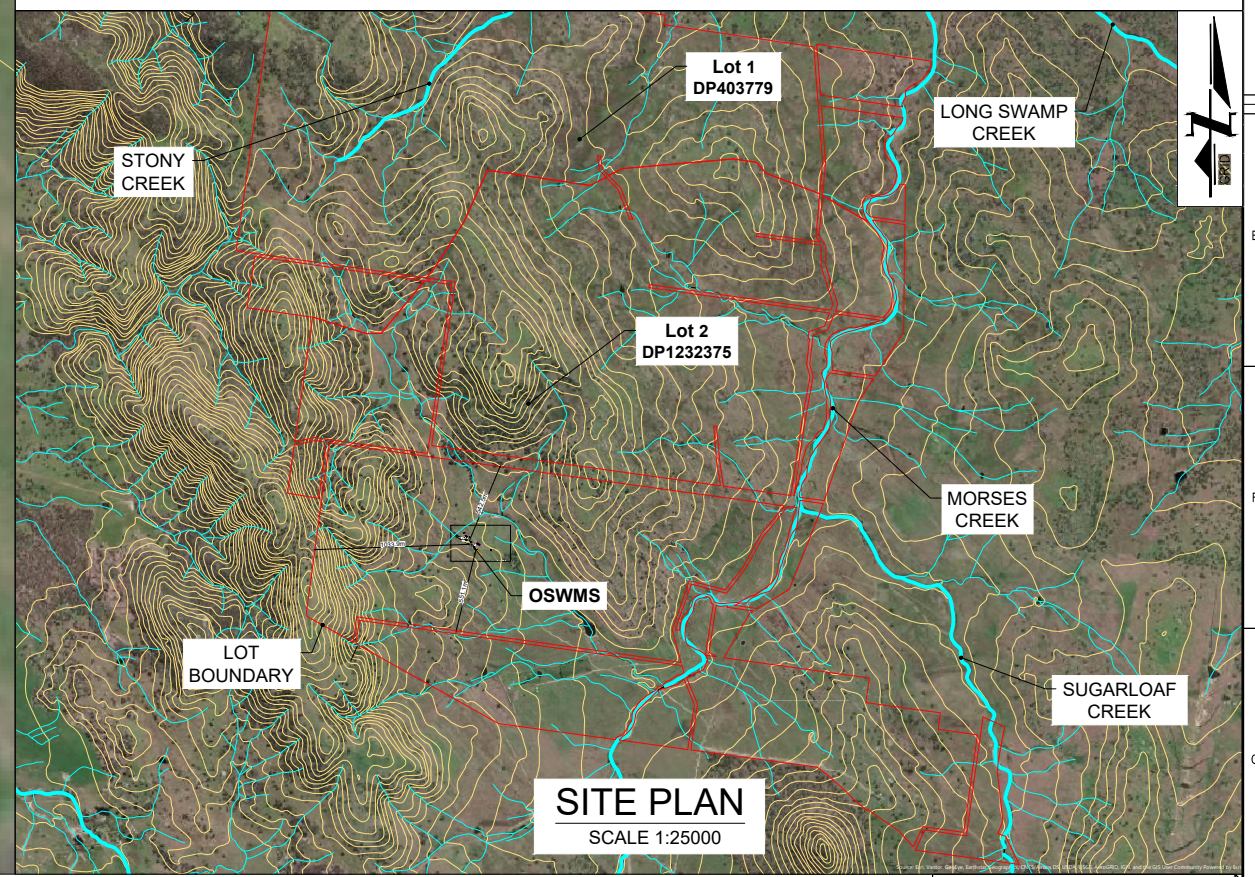 Lot 1
DP403779
LONG SWAMP
CREEK
GRID
STONY
CREEK
Lot 2
DP1232375
MORSES
CREEK
OSWMS
LOT
BOUNDARY
SUGARLOAF
CREEK
SITE PLAN
SCALE 1:25000